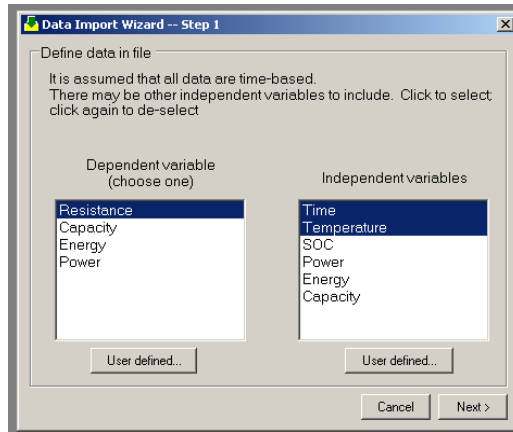 Data Import Wizard -- Step 1
Define data in file
It is assumed that all data are time-based.
There may be other independent variables to include. Click to select;
click again to de-select
Dependent variable
(choose one)
Resistance
Capacity
Energy
Power
User defined...
Independent variables
Time
Temperature
SOC
Power
Energy
Capacity
User defined...
Cancel
Next >